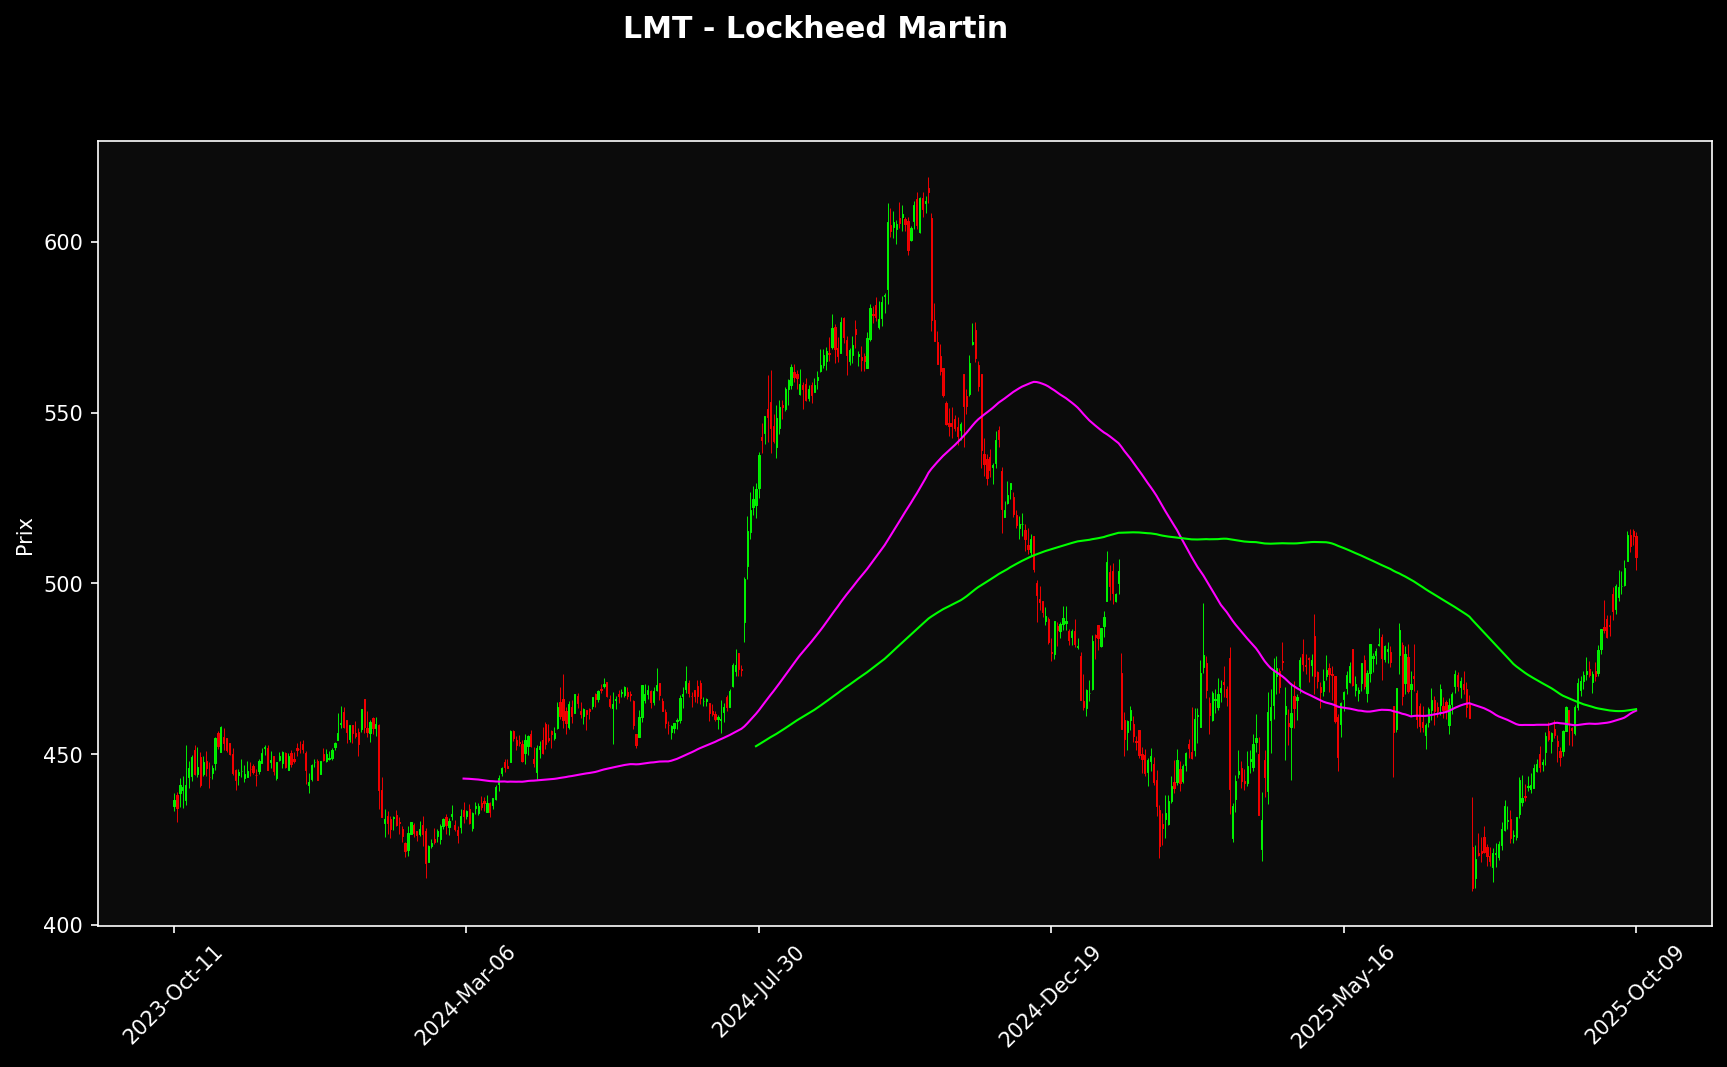 LMT - Lockheed Martin
Prix
600
550
500
450
400
2023-Oct-11
2024-Mar-06
2024-Jul-30
2024-Dec-19
2025-May-16
2025-Oct-09